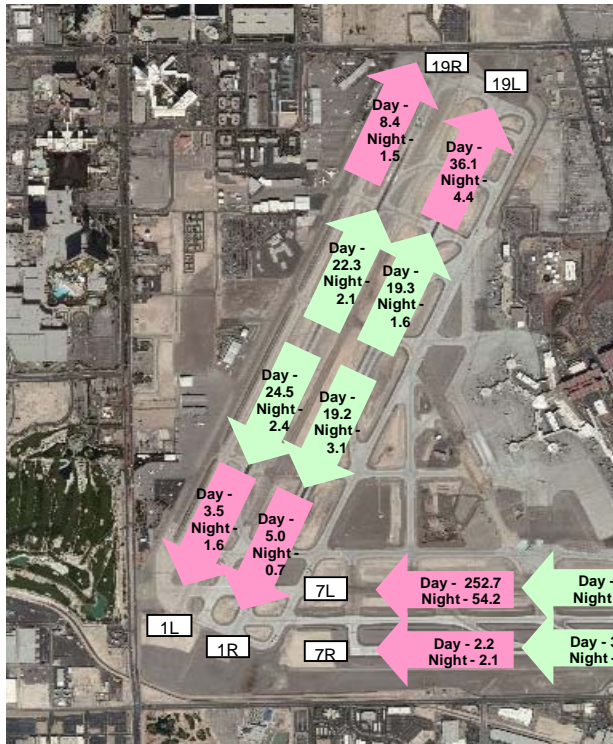 19R
19L
Day -
8.4
Night -
1.5
Day -
36.1
Night -
4.4
Day -
22.3
Night -
2.1
Day -
19.3
Night -
1.6
Day -
24.5
Night -
2.4
Day -
19.2
Night -
3.1
Day -
3.5
Night -
1.6
Day -
5.0
Night -
0.7
7L
Day - 252.7
Night - 54.2
Day -
Night
1L
1R
7R
Day - 2.2
Night - 2.1
Day - 3
Night -